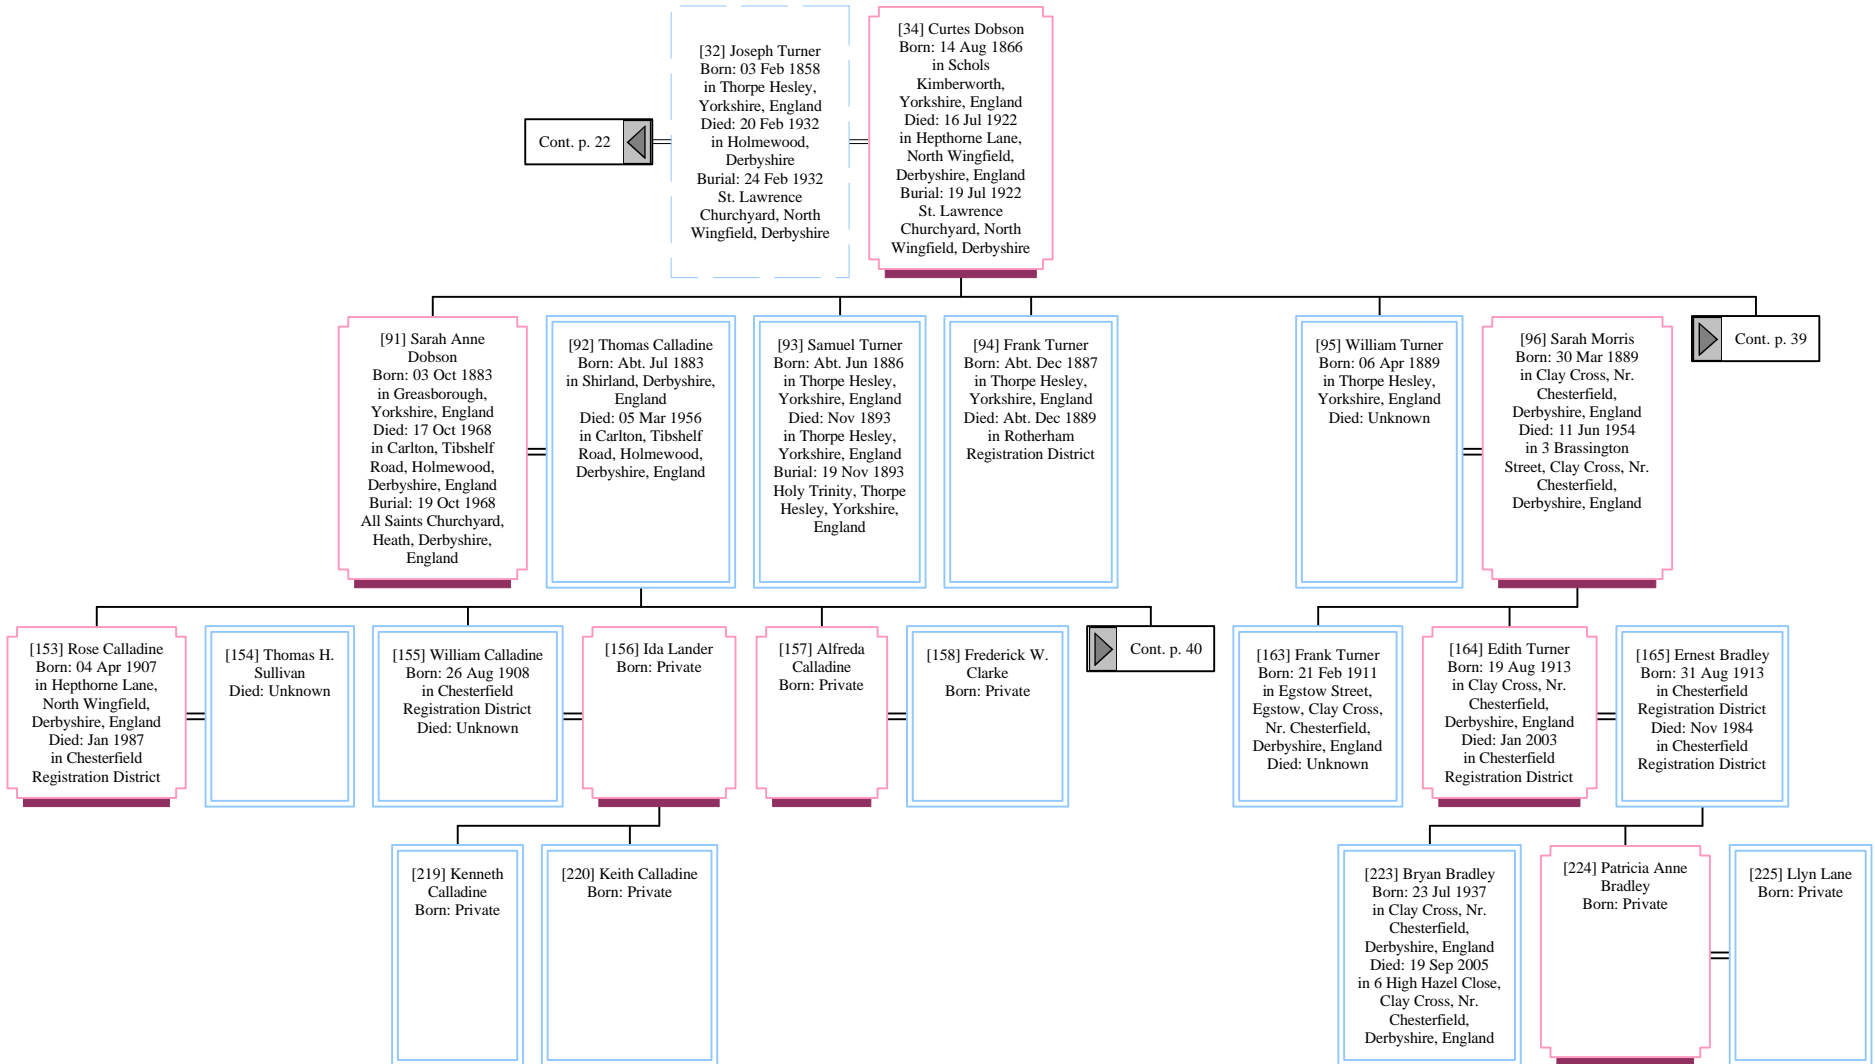 [32] Joseph Turner
Born: 03 Feb 1858
in Thorpe Hesley,
Yorkshire, England
Died: 20 Feb 1932
in Holmewood,
Derbyshire
Burial: 24 Feb 1932
St. Lawrence
Churchyard, North
Wingfield, Derbyshire
[34] Curtes Dobson
Born: 14 Aug 1866
in Schols
Kimberworth,
Yorkshire, England
Died: 16 Jul 1922
in Hepthorne Lane,
North Wingfield,
Derbyshire, England
Burial: 19 Jul 1922
St. Lawrence
Churchyard, North
Wingfield, Derbyshire
Cont. p. 22
[91] Sarah Anne
Dobson
Born: 03 Oct 1883
in Greasborough,
Yorkshire, England
Died: 17 Oct 1968
in Carlton, Tibshelf
Road, Holmewood,
Derbyshire, England
Burial: 19 Oct 1968
All Saints Churchyard,
Heath, Derbyshire,
England
[92] Thomas Calladine
Born: Abt. Jul 1883
in Shirland, Derbyshire,
England
Died: 05 Mar 1956
in Carlton, Tibshelf
Road, Holmewood,
Derbyshire, England
[93] Samuel Turner
Born: Abt. Jun 1886
in Thorpe Hesley,
Yorkshire, England
Died: Nov 1893
in Thorpe Hesley,
Yorkshire, England
Burial: 19 Nov 1893
Holy Trinity, Thorpe
Hesley, Yorkshire,
England
[94] Frank Turner
Born: Abt. Dec 1887
in Thorpe Hesley,
Yorkshire, England
Died: Abt. Dec 1889
in Rotherham
Registration District
[95] William Turner
Born: 06 Apr 1889
in Thorpe Hesley,
Yorkshire, England
Died: Unknown
[96] Sarah Morris
Born: 30 Mar 1889
in Clay Cross, Nr.
Chesterfield,
Derbyshire, England
Died: 11 Jun 1954
in 3 Brassington
Street, Clay Cross, Nr.
Chesterfield,
Derbyshire, England
Cont. p. 39
[153] Rose Calladine
Born: 04 Apr 1907
in Hepthorne Lane,
North Wingfield,
Derbyshire, England
Died: Jan 1987
in Chesterfield
Registration District
[154] Thomas H.
Sullivan
Died: Unknown
[155] William Calladine
Born: 26 Aug 1908
in Chesterfield
Registration District
Died: Unknown
[156] Ida Lander
Born: Private
[157] Alfreda
Calladine
Born: Private
[158] Frederick W.
Clarke
Born: Private
Cont. p. 40
[163] Frank Turner
Born: 21 Feb 1911
in Egstow Street,
Egstow, Clay Cross,
Nr. Chesterfield,
Derbyshire, England
Died: Unknown
[164] Edith Turner
Born: 19 Aug 1913
in Clay Cross, Nr.
Chesterfield,
Derbyshire, England
Died: Jan 2003
in Chesterfield
Registration District
[165] Ernest Bradley
Born: 31 Aug 1913
in Chesterfield
Registration District
Died: Nov 1984
in Chesterfield
Registration District
[219] Kenneth
Calladine
Born: Private
[220] Keith Calladine
Born: Private
[223] Bryan Bradley
Born: 23 Jul 1937
in Clay Cross, Nr.
Chesterfield,
Derbyshire, England
Died: 19 Sep 2005
in 6 High Hazel Close,
Clay Cross, Nr.
Chesterfield,
Derbyshire, England
[224] Patricia Anne
Bradley
Born: Private
[225] Llyn Lane
Born: Private